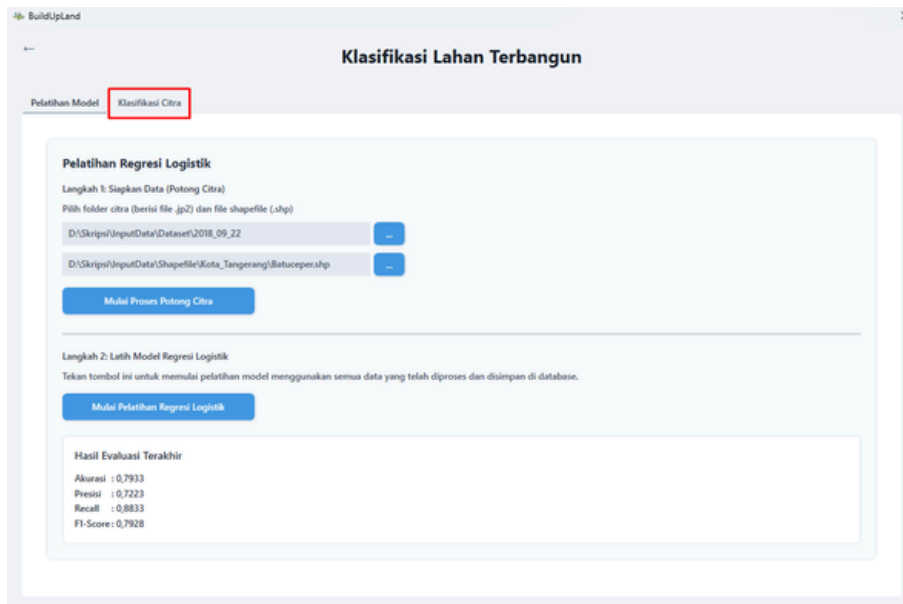 BuildUpLand
Klasifikasi Lahan Terbangun
Pelatihan Model
Klasifikasi Citra
Pelatihan Regresi Logistik
Langkah 1: Siapkan Data (Potong Citra)
Pilih folder citra (berisi file .jp2) dan file shapefile (.shp)
D:\Skripsi\InputData\Dataset\2018_09_22
...
D:\Skripsi\InputData\Shapefile\Kota_Tangerang\Batuceper.shp
...
Mulai Proses Potong Citra
Langkah 2: Latih Model Regresi Logistik
Tekan tombol ini untuk memulai pelatihan model menggunakan semua data yang telah diproses dan disimpan di database.
Mulai Pelatihan Regresi Logistik
Hasil Evaluasi Terakhir
Akurasi : 0,7933
Presisi : 0,7223
Recall : 0,8833
F1-Score : 0,7928